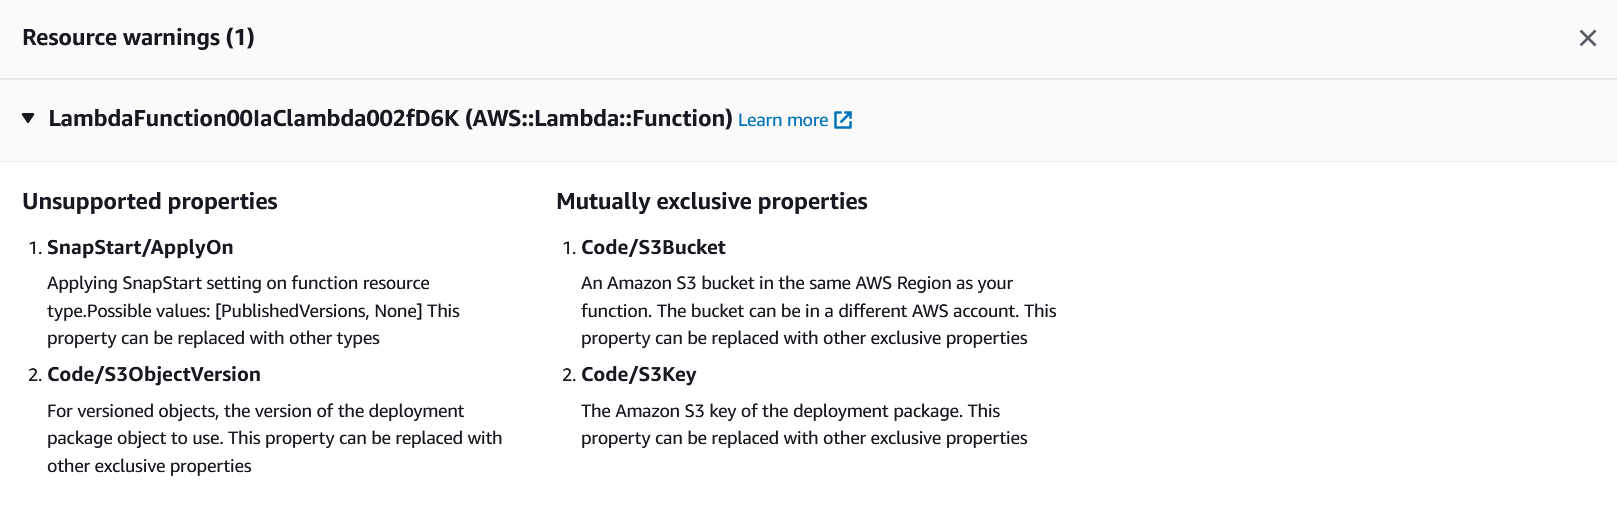 Resource warnings (1)
LambdaFunction00IaClambda002fD6K (AWS::Lambda::Function) Learn more
Unsupported properties
1. SnapStart/ApplyOn
Applying SnapStart setting on function resource
type.Possible values: [PublishedVersions, None] This
property can be replaced with other types
2. Code/S3ObjectVersion
For versioned objects, the version of the deployment
package object to use. This property can be replaced with
other exclusive properties
Mutually exclusive properties
1. Code/S3Bucket
An Amazon S3 bucket in the same AWS Region as your
function. The bucket can be in a different AWS account. This
property can be replaced with other exclusive properties
2. Code/S3Key
The Amazon S3 key of the deployment package. This
property can be replaced with other exclusive properties